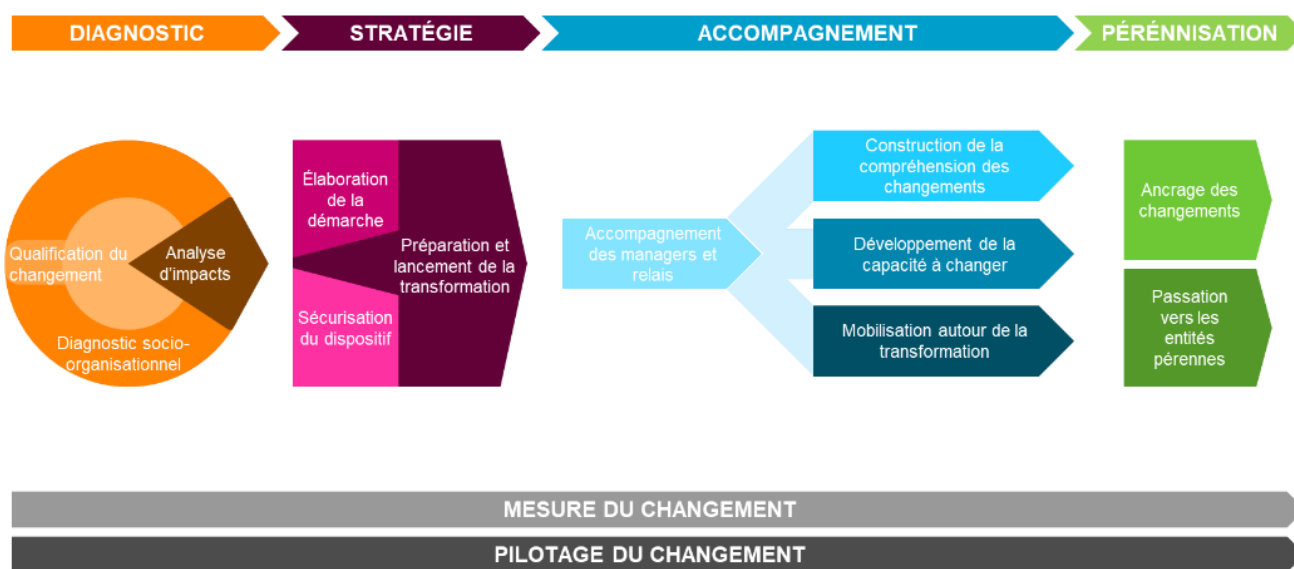 DIAGNOSTIC
STRATÉGIE
ACCOMPAGNEMENT
PÉRÉNNISATION
Qualification du
changement
Analyse
d'impacts
Diagnostic socio-
organisationnel
Élaboration
de la
démarche
Sécurisation
du dispositif
Préparation et
lancement de la
transformation
Accompagnement
des managers et
relais
Construction de la
compréhension des
changements
Développement de la
capacité à changer
Mobilisation autour de la
transformation
Ancrage des
changements
Passation
vers les
entités
pérennes
MESURE DU CHANGEMENT
PILOTAGE DU CHANGEMENT